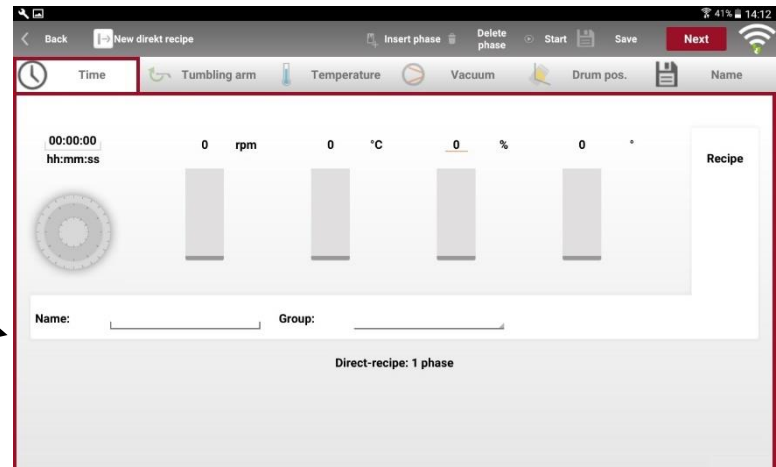 41% 14:12
Back New direkt recipe Insert phase Delete phase Start Save Next
Time Tumbling arm Temperature Vacuum Drum pos. Name
00:00:00 0 rpm 0 °C 0 % 0 °
hh:mm:ss
Recipe
Name: Group:
Direct-recipe: 1 phase